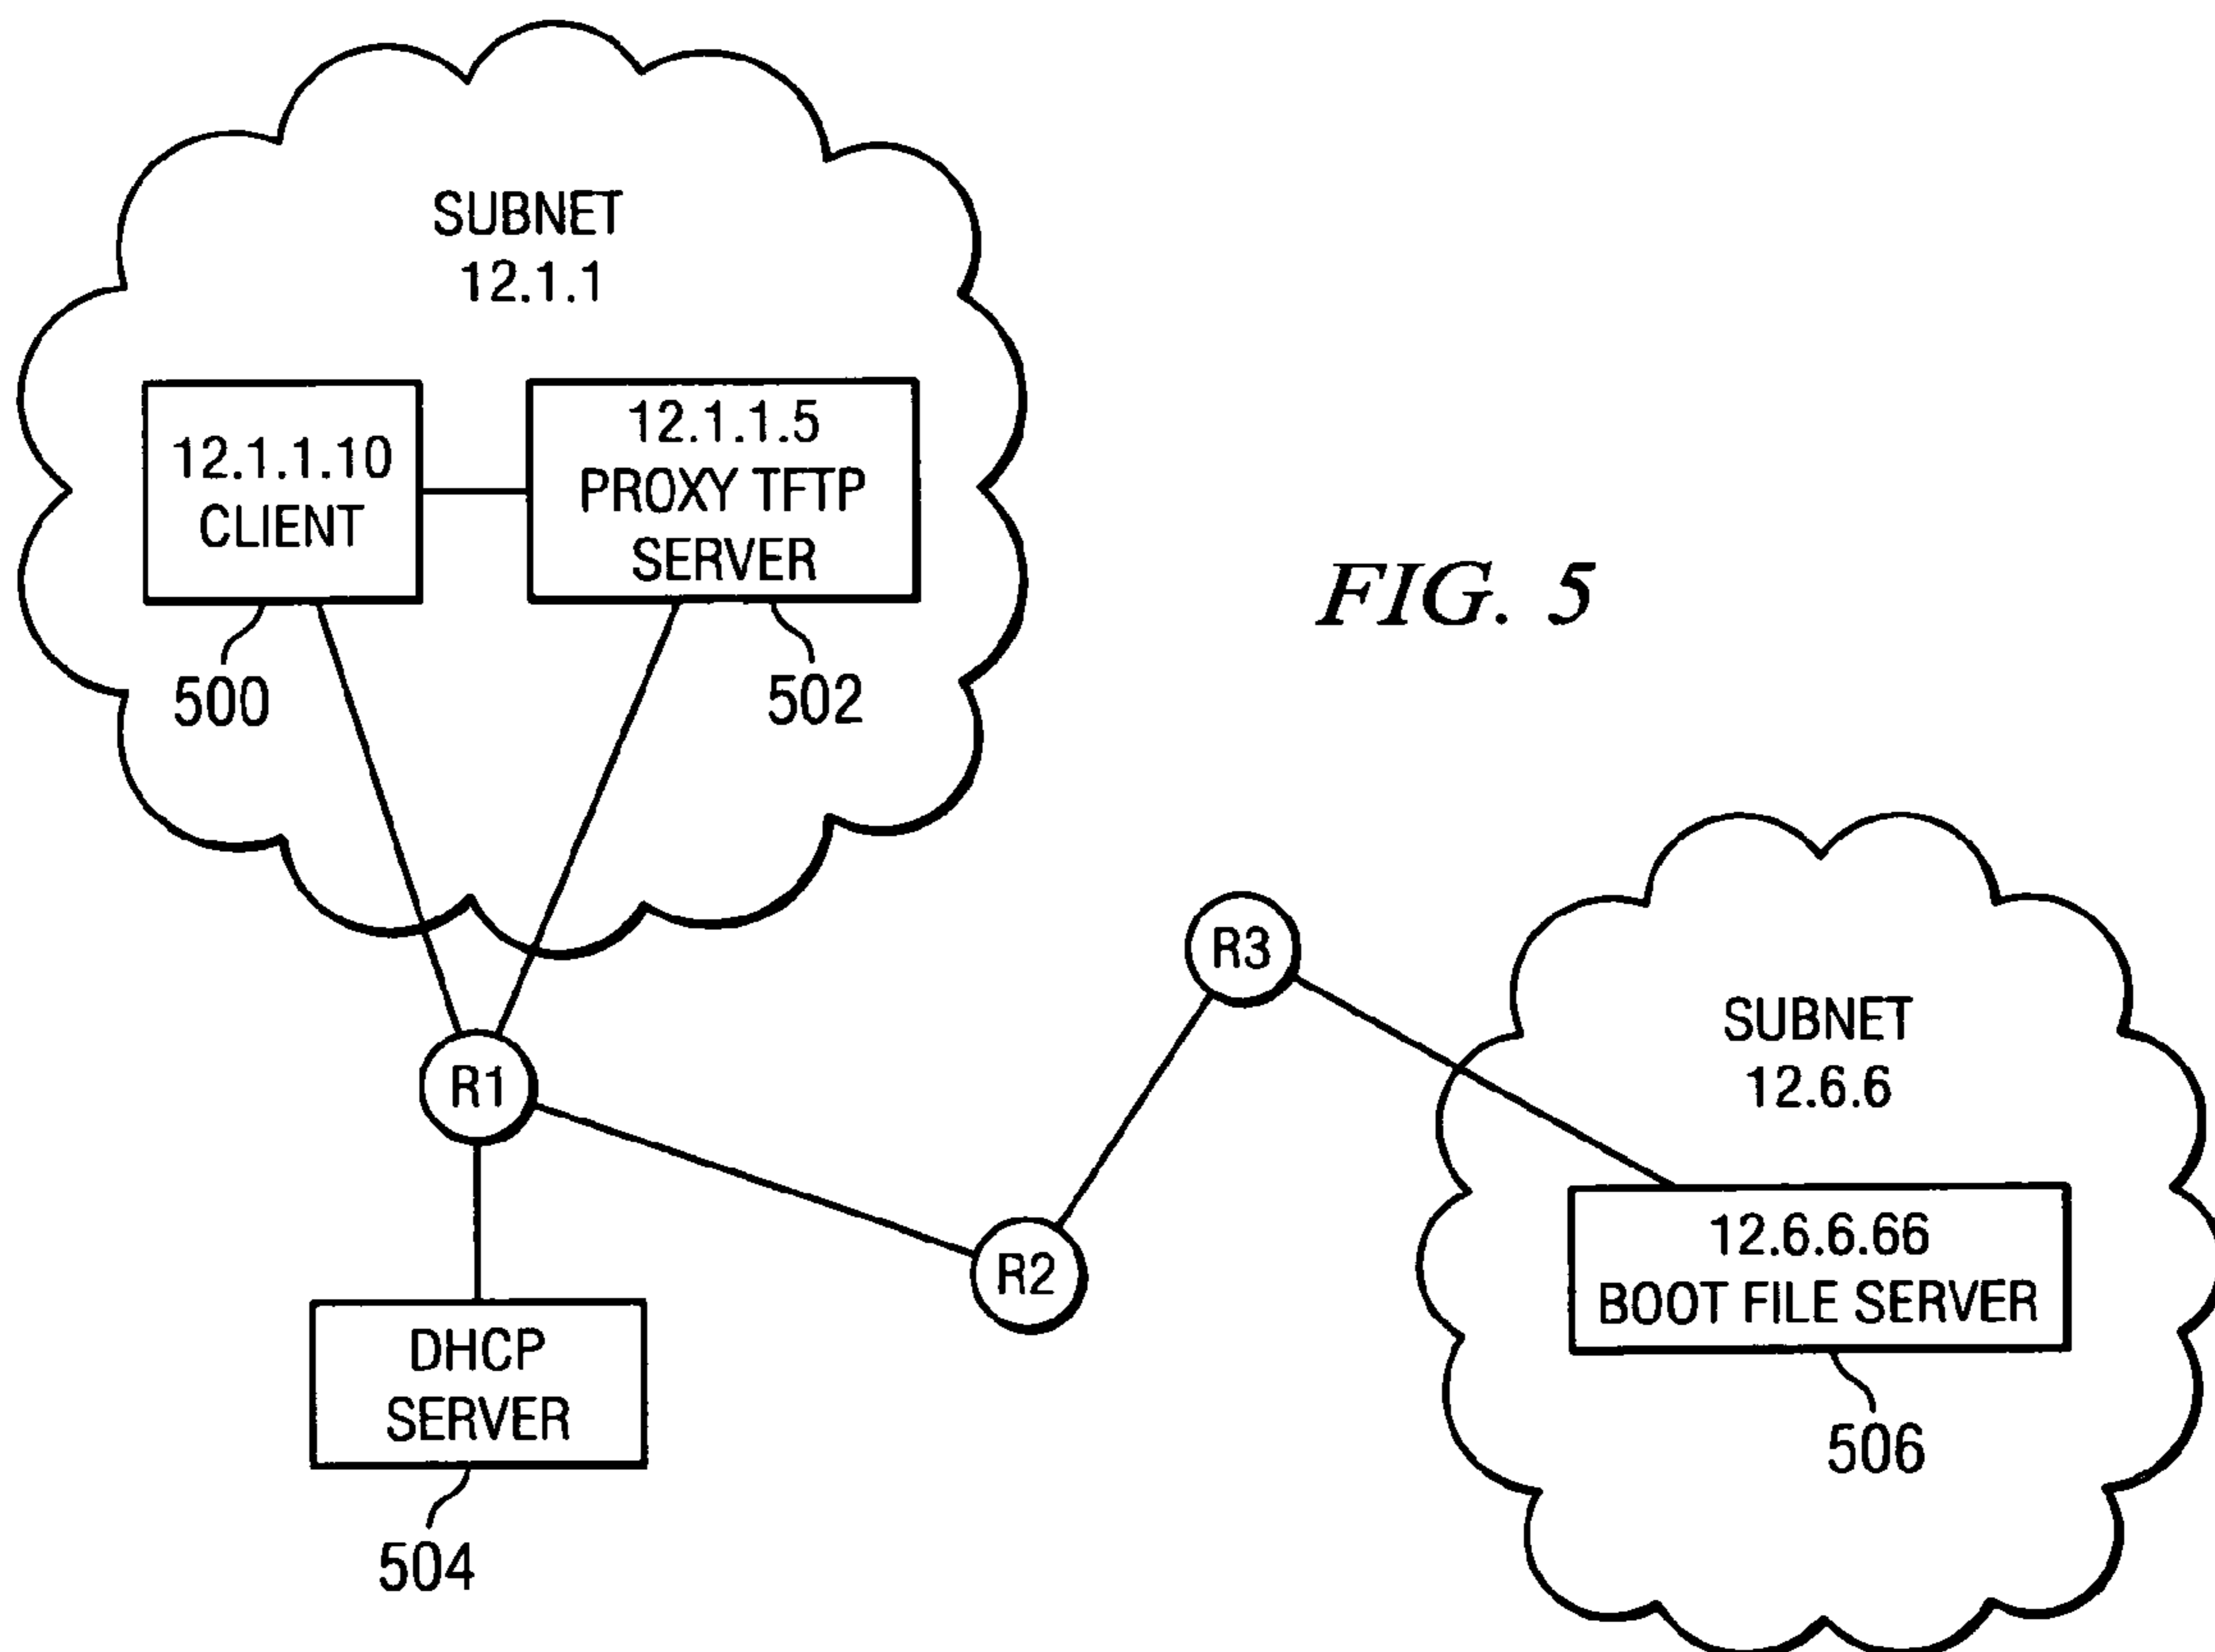 SUBNET
12.1.1
12.1.1.10
CLIENT
12.1.1.5
PROXY TFTP
SERVER
500
502
FIG. 5
R1
R2
R3
DHCP
SERVER
504
SUBNET
12.6.6
12.6.6.66
BOOT FILE SERVER
506